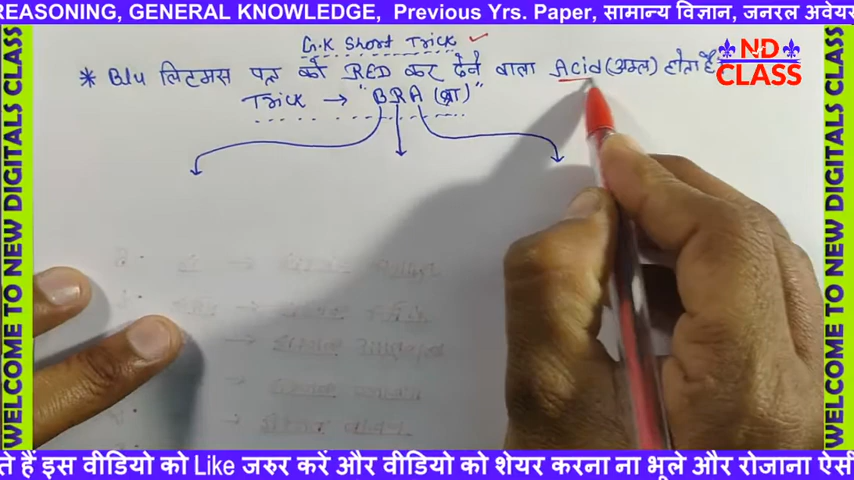 REASONING, GENERAL KNOWLEDGE, Previous Yrs. Paper, सामान्य विज्ञान, जनरल अवेयर
G.K Short Trick
* Blu लिटमस पत्र को RED कर देने वाला Acid (अम्ल) होता है
Trick → "BRA (ब्रा)"
ND
CLASS
WELCOME TO NEW DIGITALS CLASS
WELCOME TO NEW DIGITALS CLASS
ते हैं इस वीडियो को Like जरुर करें और वीडियो को शेयर करना ना भूले और रोजाना ऐसी